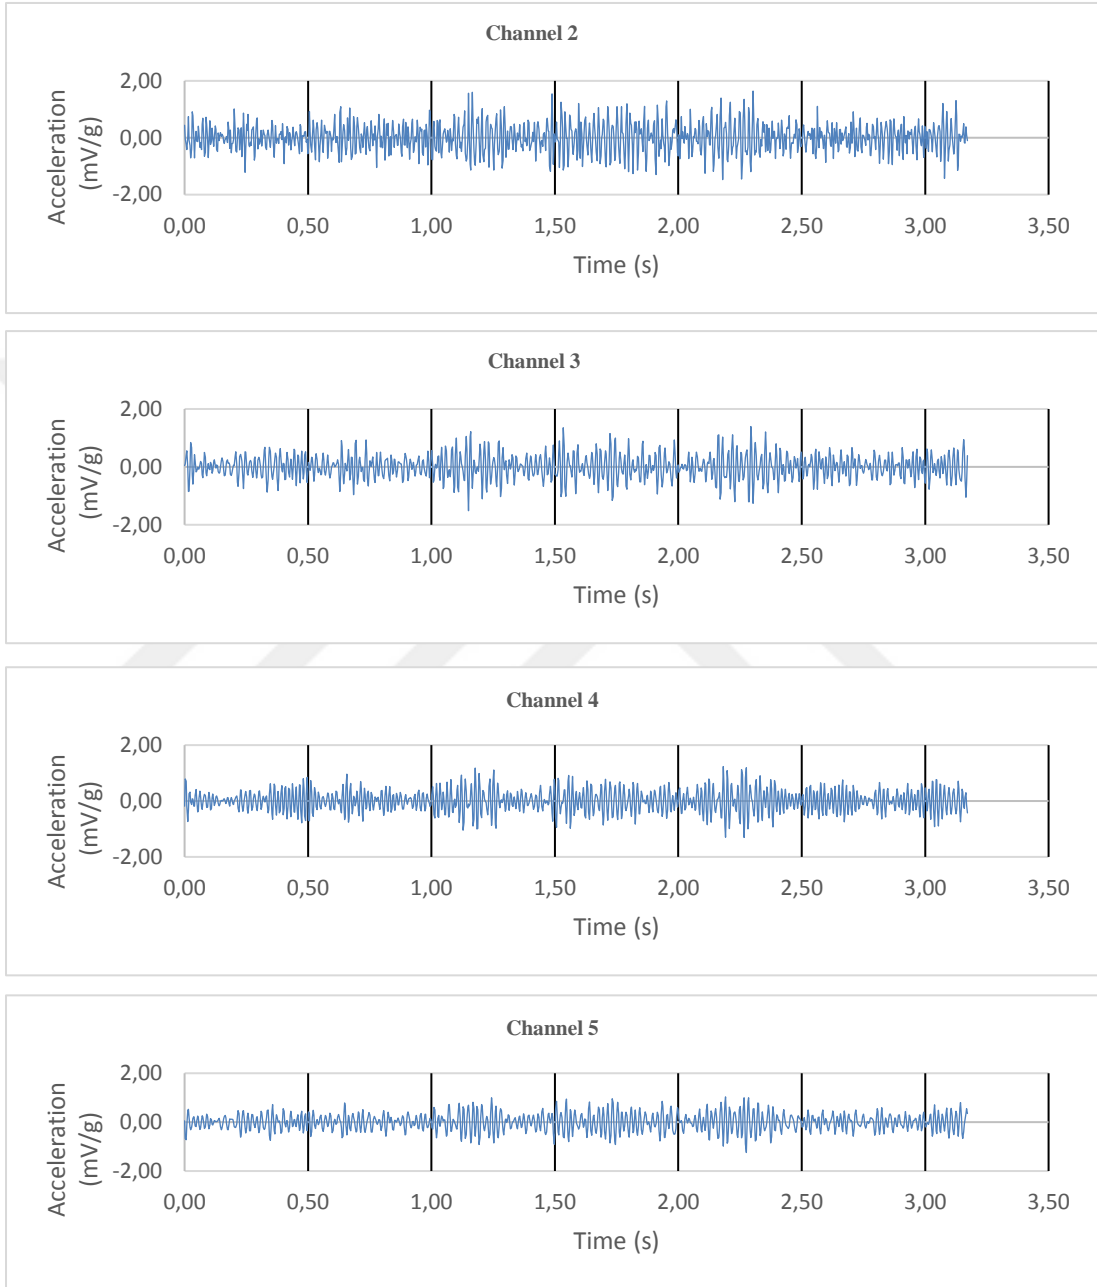 Channel 2
Acceleration
(mV/g)
2,00
0,00
-2,00
0,00 0,50 1,00 1,50 2,00 2,50 3,00 3,50
Time (s)
Channel 3
Acceleration
(mV/g)
2,00
0,00
-2,00
0,00 0,50 1,00 1,50 2,00 2,50 3,00 3,50
Time (s)
Channel 4
Acceleration
(mV/g)
2,00
0,00
-2,00
0,00 0,50 1,00 1,50 2,00 2,50 3,00 3,50
Time (s)
Channel 5
Acceleration
(mV/g)
2,00
0,00
-2,00
0,00 0,50 1,00 1,50 2,00 2,50 3,00 3,50
Time (s)